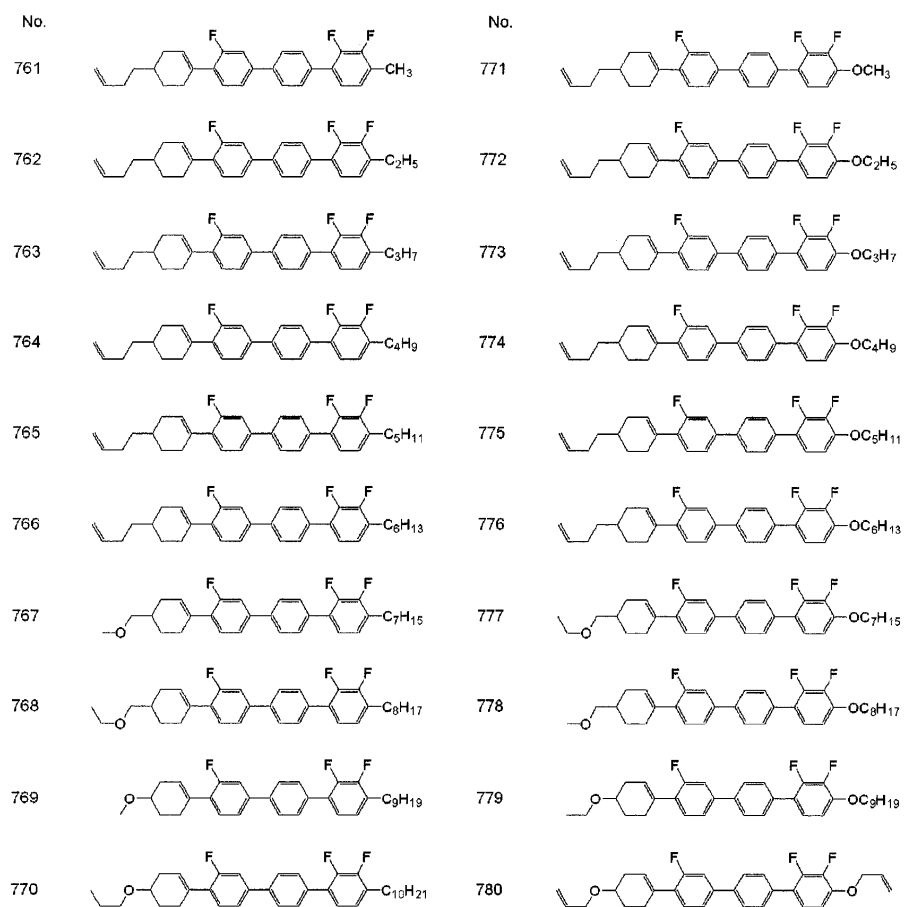 No. No.
F F F F F F
761 CH3 771 OCH3
F F F F F F
762 C2H5 772 OC2H5
F F F F F F
763 C3H7 773 OC3H7
F F F F F F
764 C4H9 774 OC4H9
F F F F F F
765 C5H11 775 OC5H11
F F F F F F
766 C6H13 776 OC6H13
F F F F F F
767 C7H15 777 OC7H15
O O
F F F F F F
768 C8H17 778 OC8H17
O O
F F F F F F
769 C9H19 779 O OC9H19
O
F F F F F F
770 O C10H21 780 O O